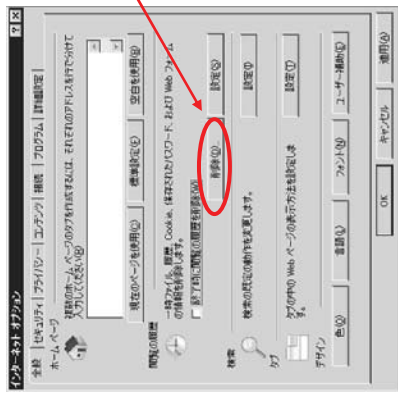 インターネット オプション
全般 セキュリティ プライバシー コンテンツ 接続 プログラム 詳細設定
ホーム ページ
複数のホーム ページのタブを作成するには、それぞれのアドレスを行で分けて
入力してください(R)
現在のページを使用(C) 標準設定(F) 空白を使用(B)
閲覧の履歴
一時ファイル、履歴、Cookie、保存されたパスワード、および Web フォーム
の情報を削除します。
終了時に閲覧の履歴を削除(W)
削除(D)... 設定(S)
検索
検索の既定の動作を変更します。
設定(I)
タブ
タブの中の Web ページの表示方法を設定しま
す。
設定(T)
デザイン
色(O) 言語(L) フォント(N) ユーザー補助(E)
OK キャンセル 適用(A)